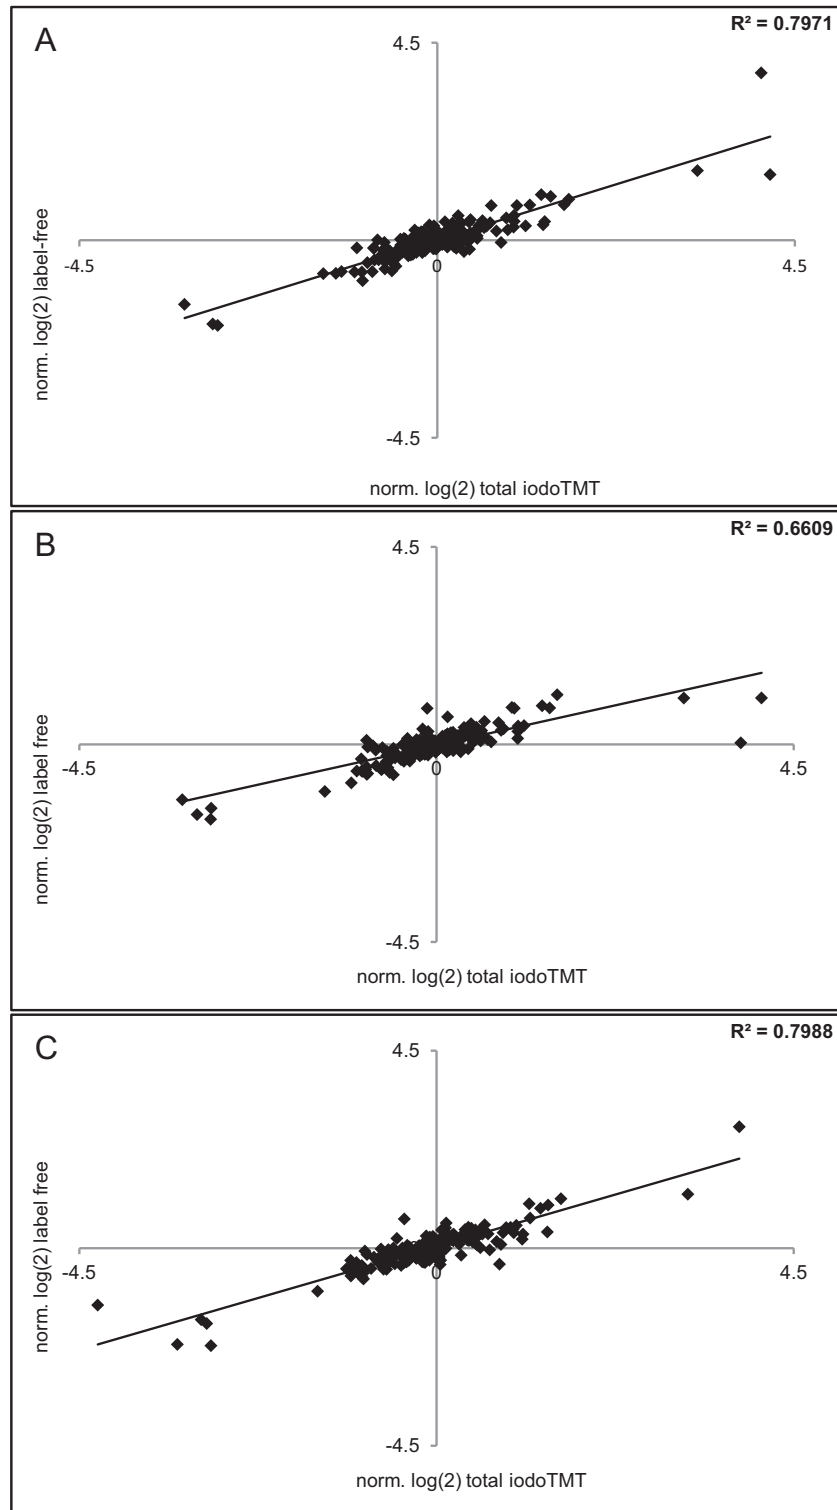 A
R² = 0.7971
4.5
norm. log(2) label-free
-4.5
0
4.5
-4.5
norm. log(2) total iodoTMT
B
R² = 0.6609
4.5
norm. log(2) label free
-4.5
0
4.5
-4.5
norm. log(2) total iodoTMT
C
R² = 0.7988
4.5
norm. log(2) label free
-4.5
0
4.5
-4.5
norm. log(2) total iodoTMT